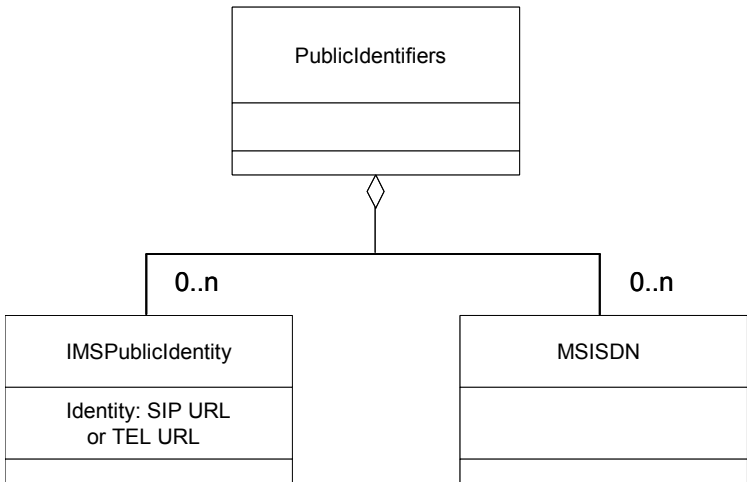 PublicIdentifiers
0..n
0..n
IMSPublicIdentity
MSISDN
Identity: SIP URL
or TEL URL